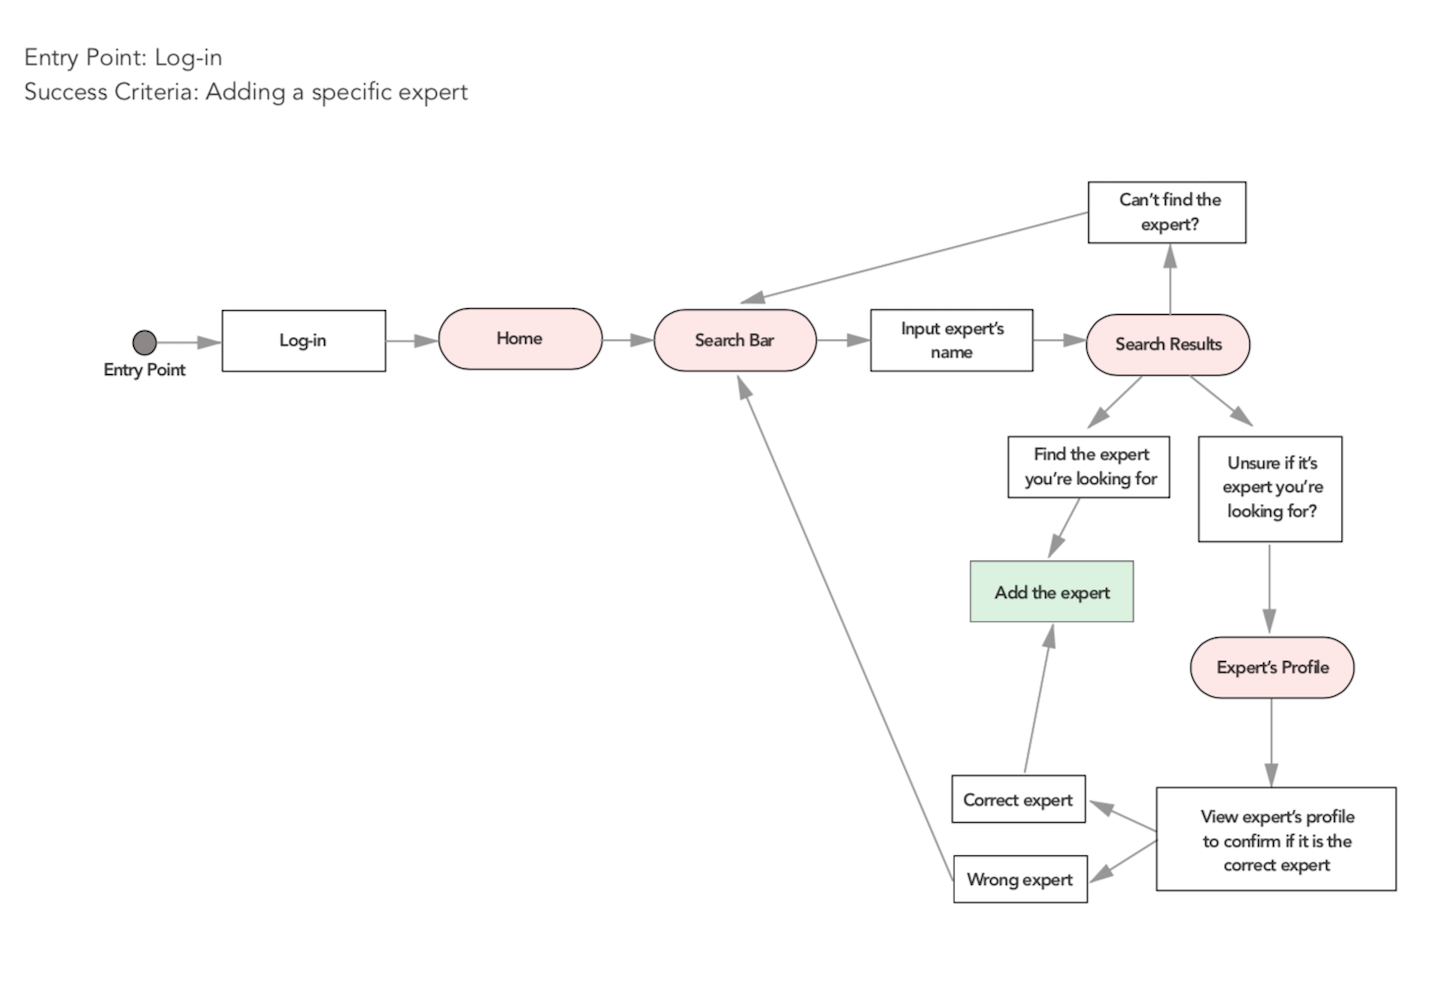 Entry Point: Log-in
Success Criteria: Adding a specific expert
Can't find the
expert?
Log-in
Home
Search Bar
Input expert's
name
Search Results
Entry Point
Find the expert
you're looking for
Unsure if it's
expert you're
looking for?
Add the expert
Expert's Profile
Correct expert
View expert's profile
to confirm if it is the
correct expert
Wrong expert